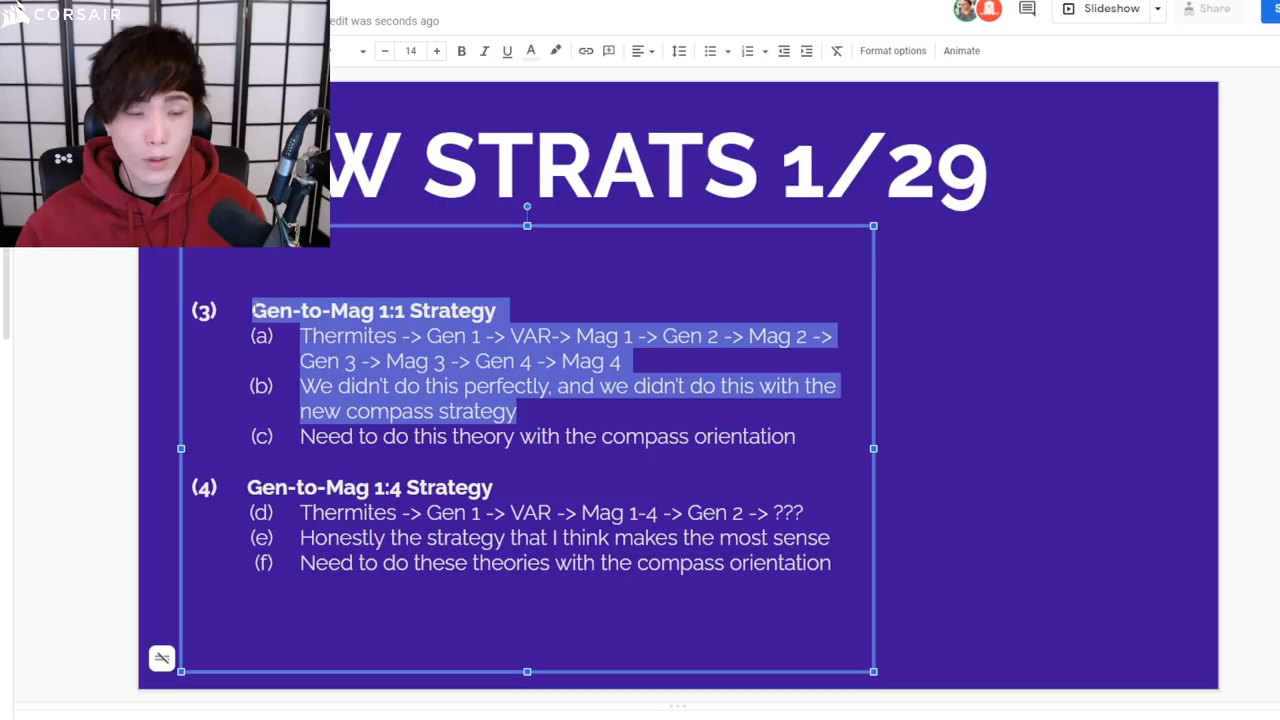 CORSAIR
edit was seconds ago
Slideshow
Share
S
14
B I U A
Format options
Animate
W STRATS 1/29
(3) Gen-to-Mag 1:1 Strategy
(a) Thermites -> Gen 1 -> VAR-> Mag 1 -> Gen 2 -> Mag 2 ->
Gen 3 -> Mag 3 -> Gen 4 -> Mag 4
(b) We didn't do this perfectly, and we didn't do this with the
new compass strategy
(c) Need to do this theory with the compass orientation
(4) Gen-to-Mag 1:4 Strategy
(d) Thermites -> Gen 1 -> VAR -> Mag 1-4 -> Gen 2 -> ???
(e) Honestly the strategy that I think makes the most sense
(f) Need to do these theories with the compass orientation